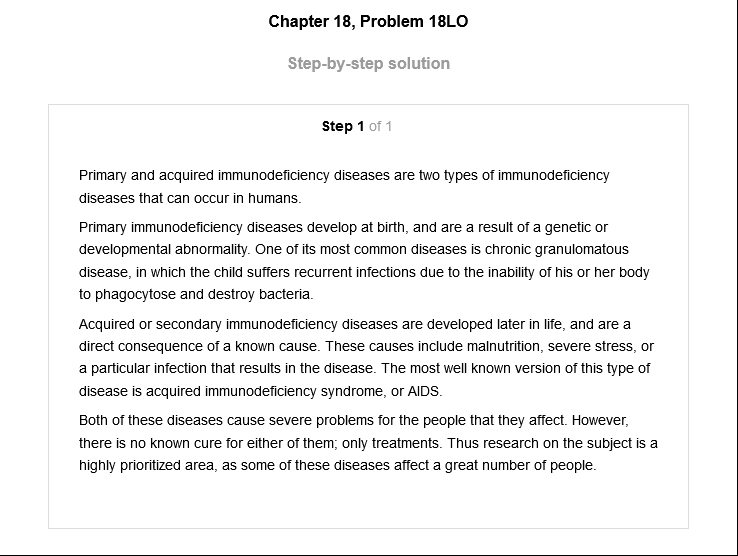 Chapter 18, Problem 18LO
Step-by-step solution
Step 1 of 1
Primary and acquired immunodeficiency diseases are two types of immunodeficiency
diseases that can occur in humans.
Primary immunodeficiency diseases develop at birth, and are a result of a genetic or
developmental abnormality. One of its most common diseases is chronic granulomatous
disease, in which the child suffers recurrent infections due to the inability of his or her body
to phagocytose and destroy bacteria.
Acquired or secondary immunodeficiency diseases are developed later in life, and are a
direct consequence of a known cause. These causes include malnutrition, severe stress, or
a particular infection that results in the disease. The most well known version of this type of
disease is acquired immunodeficiency syndrome, or AIDS.
Both of these diseases cause severe problems for the people that they affect. However,
there is no known cure for either of them; only treatments. Thus research on the subject is a
highly prioritized area, as some of these diseases affect a great number of people.